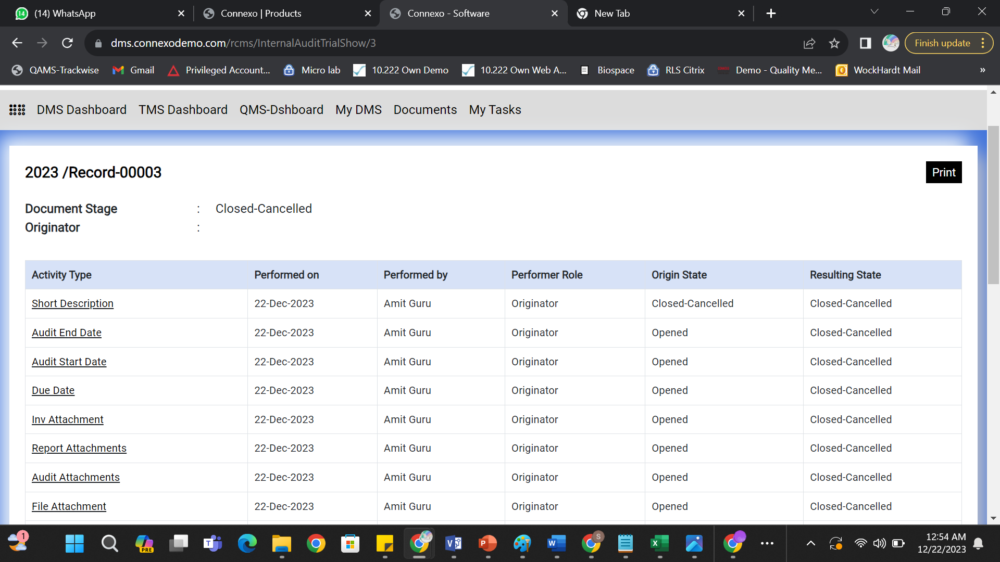 (14) WhatsApp
Connexo | Products
Connexo - Software
New Tab
dms.connexodemo.com/rcms/InternalAuditTrialShow/3
Finish update
QAMS-Trackwise
Gmail
Privileged Account...
Micro lab
10.222 Own Demo
10.222 Own Web A...
Biospace
RLS Citrix
Demo - Quality Me...
WockHardt Mail
»
DMS Dashboard TMS Dashboard QMS-Dshboard My DMS Documents My Tasks
2023 /Record-00003
Print
Document Stage : Closed-Cancelled
Originator :
Activity Type Performed on Performed by Performer Role Origin State Resulting State
Short Description 22-Dec-2023 Amit Guru Originator Closed-Cancelled Closed-Cancelled
Audit End Date 22-Dec-2023 Amit Guru Originator Opened Closed-Cancelled
Audit Start Date 22-Dec-2023 Amit Guru Originator Opened Closed-Cancelled
Due Date 22-Dec-2023 Amit Guru Originator Opened Closed-Cancelled
Inv Attachment 22-Dec-2023 Amit Guru Originator Opened Closed-Cancelled
Report Attachments 22-Dec-2023 Amit Guru Originator Opened Closed-Cancelled
Audit Attachments 22-Dec-2023 Amit Guru Originator Opened Closed-Cancelled
File Attachment 22-Dec-2023 Amit Guru Originator Opened Closed-Cancelled
1
PRE
12:54 AM
12/22/2023